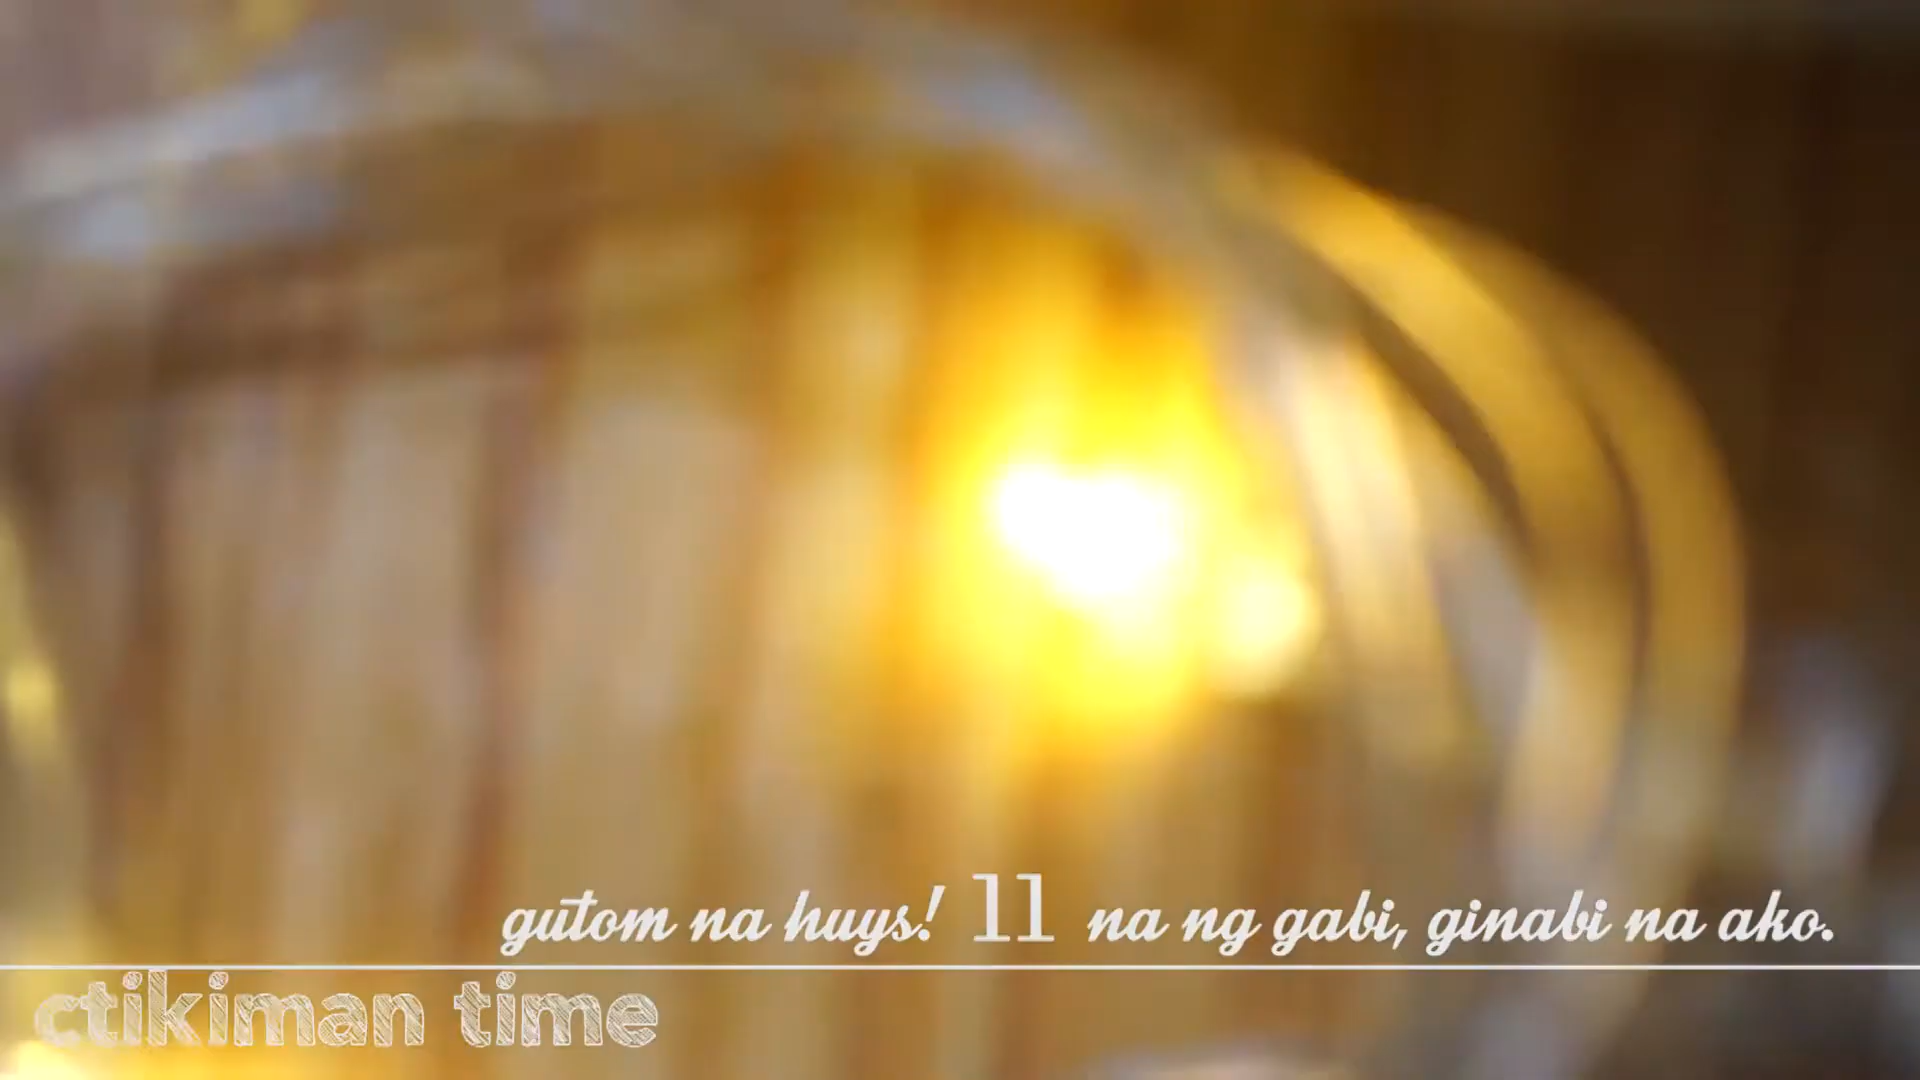 gutom na huys! 11 na ng gabi, ginabi na ako.
ctikiman time